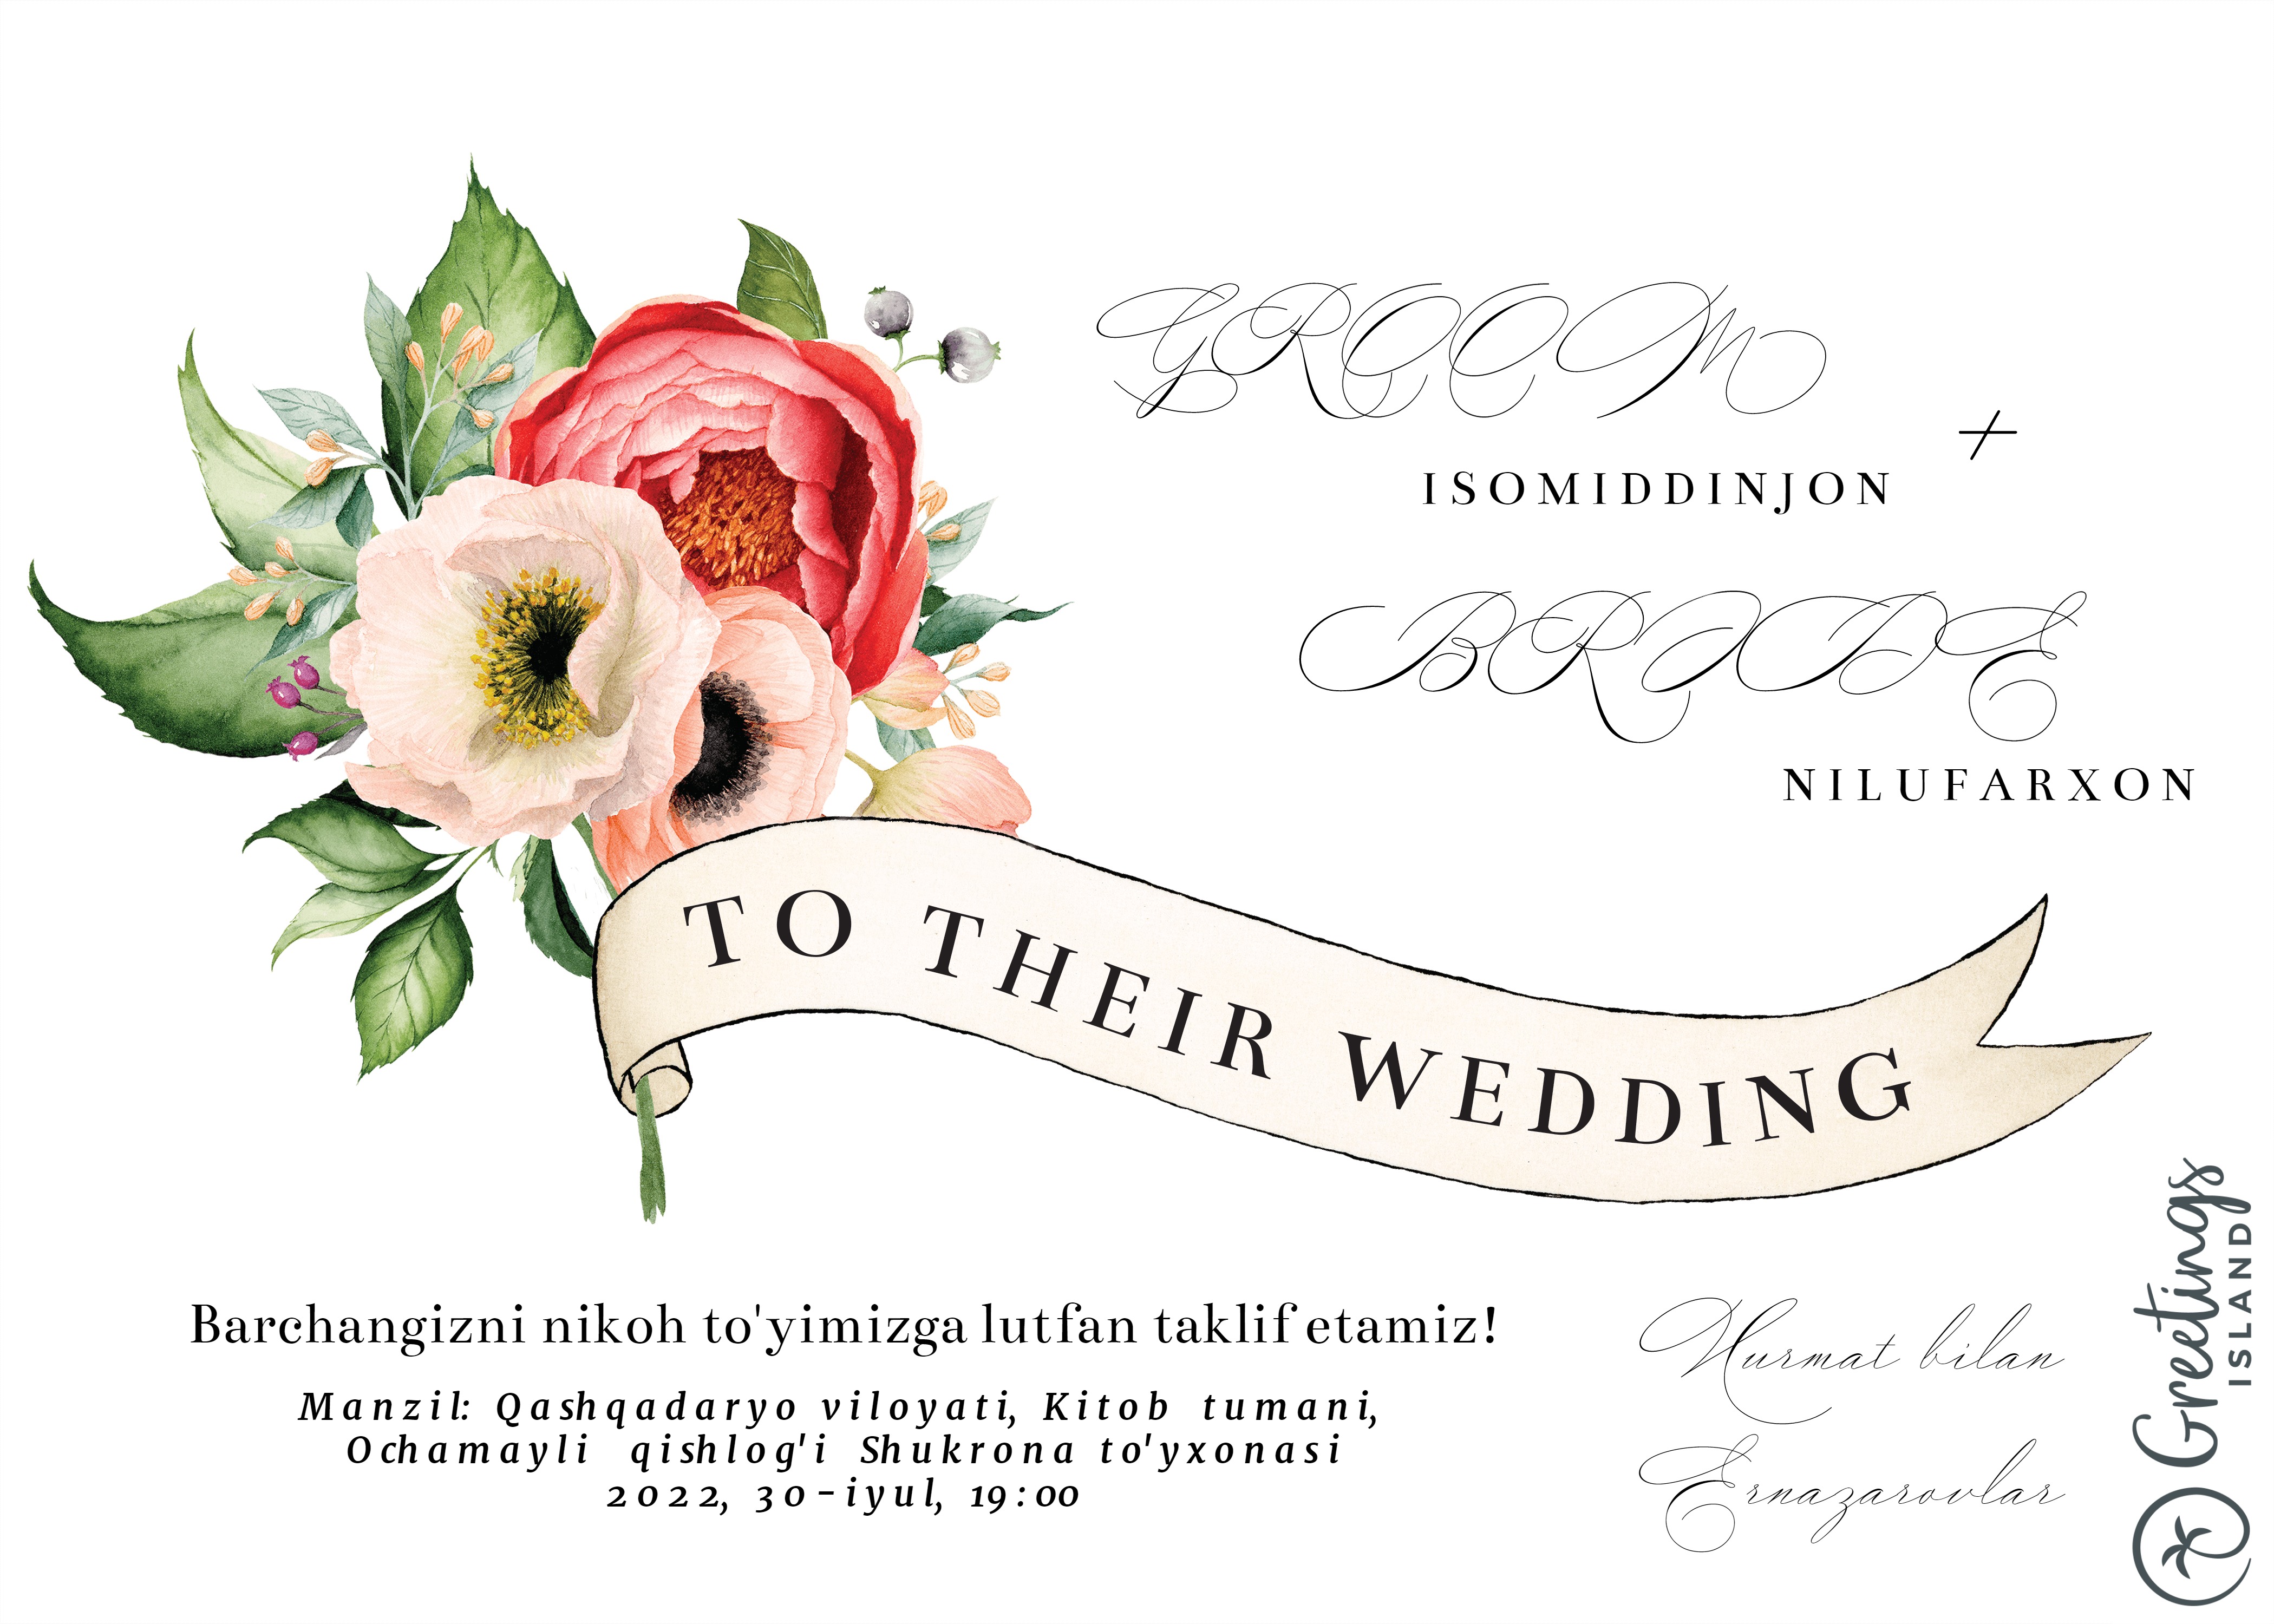 GROOM
+
ISOMIDDINJON
BRIDE
NILUFARXON
TO THEIR WEDDING
Barchangizni nikoh to'yimizga lutfan taklif etamiz!
Manzil: Qashqadaryo viloyati, Kitob tumani,
Ochamayli qishlog'i Shukrona to'yxonasi
2022, 30-iyul, 19:00
Hurmat bilan
Ernazarovlar
Greetings
ISLAND